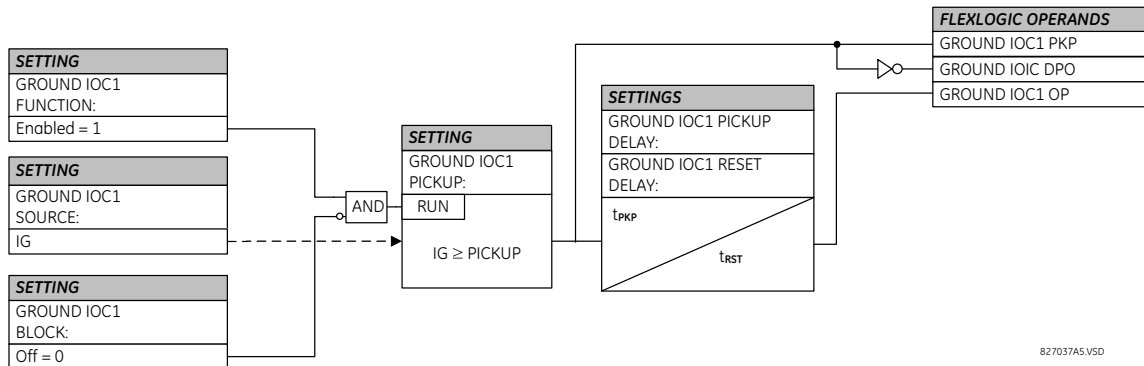 SETTING
GROUND IOC1
FUNCTION:
Enabled = 1
SETTING
GROUND IOC1
SOURCE:
IG
SETTING
GROUND IOC1
BLOCK:
Off = 0
AND
SETTING
GROUND IOC1
PICKUP:
RUN
IG ≥ PICKUP
SETTINGS
GROUND IOC1 PICKUP
DELAY:
GROUND IOC1 RESET
DELAY:
tPKP
tRST
FLEXLOGIC OPERANDS
GROUND IOC1 PKP
GROUND IOIC DPO
GROUND IOC1 OP
827037A5.VSD